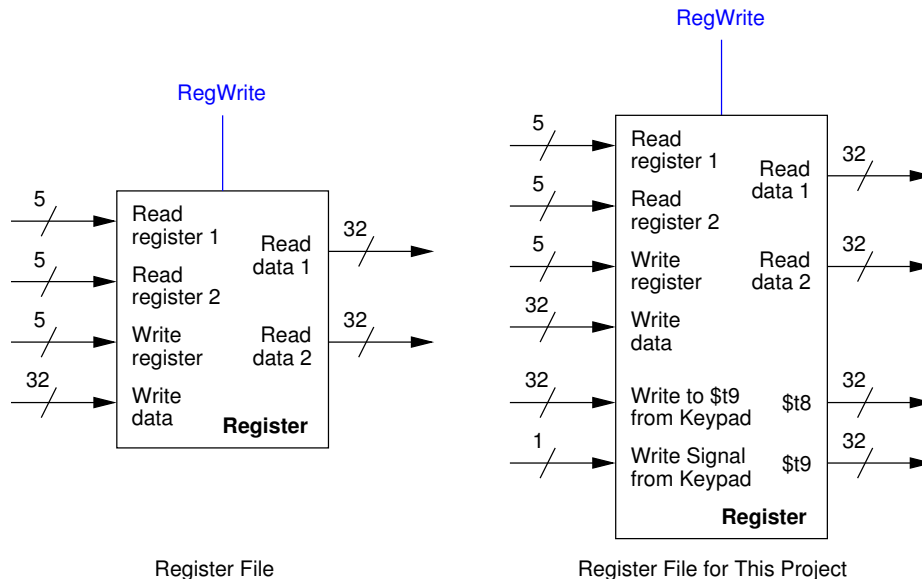 RegWrite
5
Read
register 1
5
Read
register 2
5
Write
register
32
Write
data
Read
data 1
32
Read
data 2
32
Register
Register File
RegWrite
5
Read
register 1
5
Read
register 2
5
Write
register
32
Write
data
32
Write to $t9
from Keypad
1
Write Signal
from Keypad
Read
data 1
32
Read
data 2
32
$t8
32
$t9
32
Register
Register File for This Project